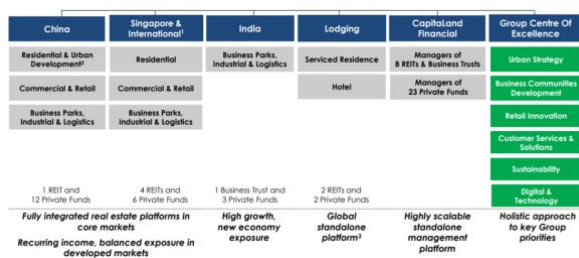 China
Singapore &
International¹
India
Lodging
CapitaLand
Financial
Group Centre Of
Excellence
Residential & Urban
Development²
Commercial & Retail
Business Parks,
Industrial & Logistics
Residential
Commercial & Retail
Business Parks,
Industrial & Logistics
Business Parks,
Industrial & Logistics
Serviced Residence
Hotel
Managers of
8 REITs & Business Trusts
Managers of
23 Private Funds
Urban Strategy
Business Communities
Development
Retail Innovation
Customer Services &
Solutions
Sustainability
Digital &
Technology
1 REIT and
12 Private Funds
4 REITs and
6 Private Funds
1 Business Trust and
3 Private Funds
2 REITs and
2 Private Funds
Fully integrated real estate platforms in
core markets
Recurring income, balanced exposure in
developed markets
High growth,
new economy
exposure
Global
standalone
platform³
Highly scalable
standalone
management
platform
Holistic approach
to key Group
priorities